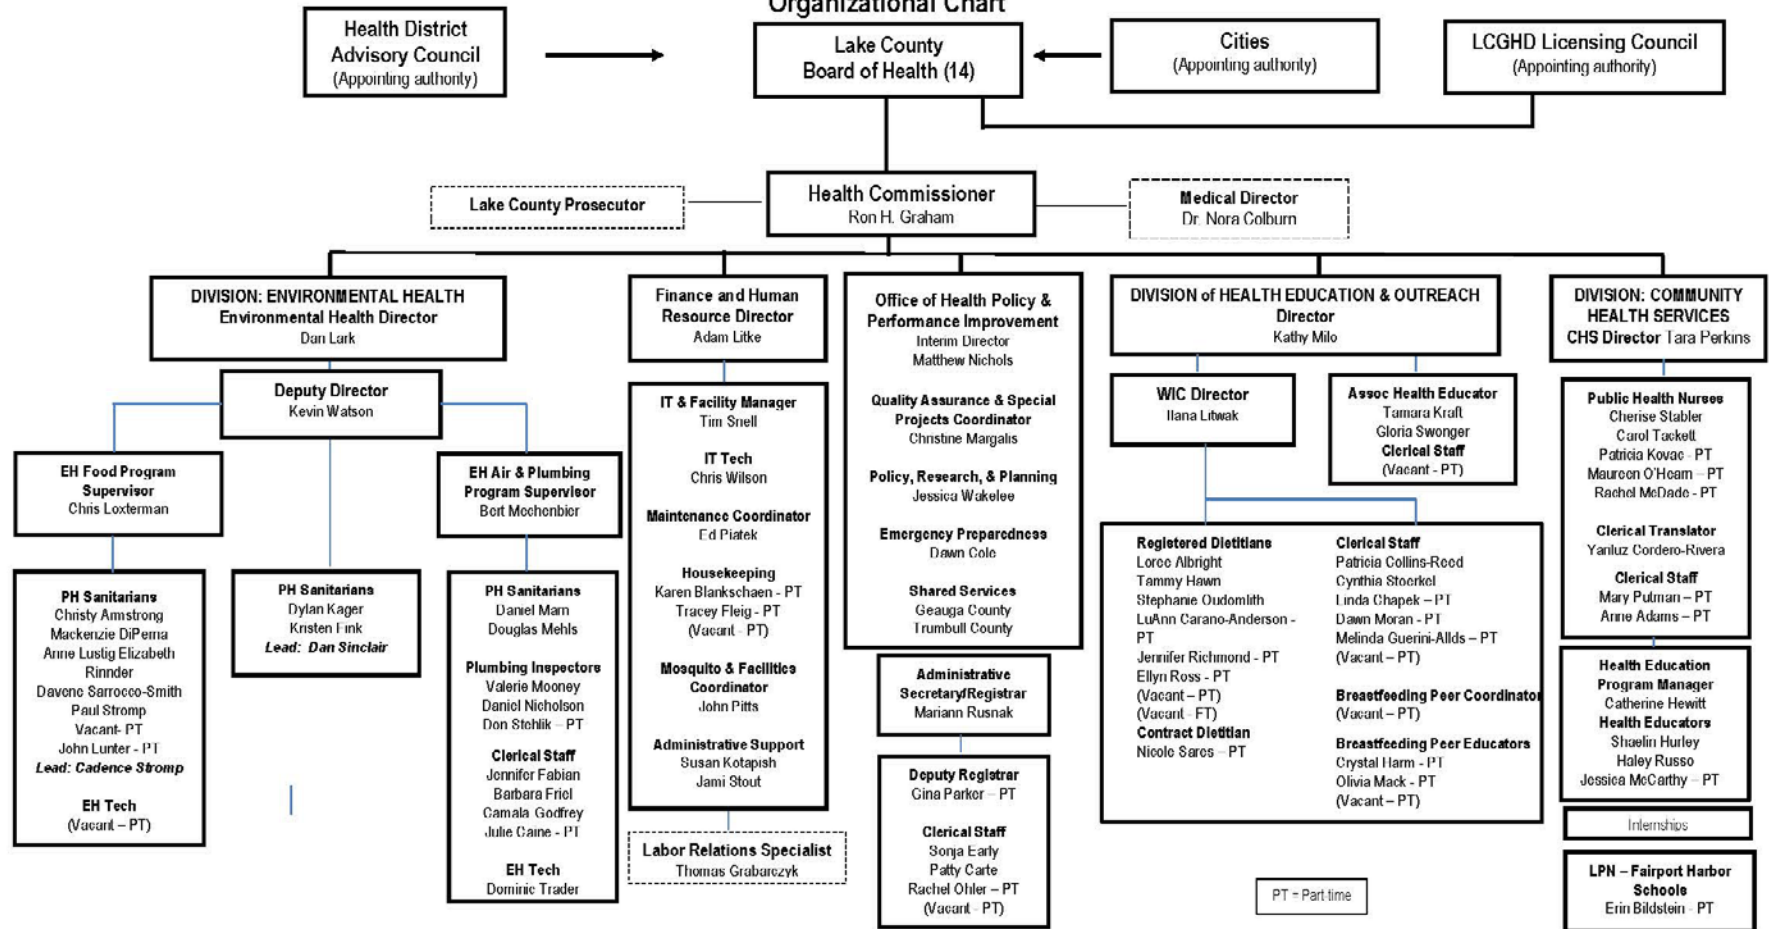 Organizational Chart
Health District
Advisory Council
(Appointing authority)
Lake County
Board of Health (14)
Cities
(Appointing authority)
LCGHD Licensing Council
(Appointing authority)
Lake County Prosecutor
Health Commissioner
Ron H. Graham
Medical Director
Dr. Nora Colburn
DIVISION: ENVIRONMENTAL HEALTH
Environmental Health Director
Dan Lark
Deputy Director
Kevin Watson
EH Food Program
Supervisor
Chris Loxterman
EH Air & Plumbing
Program Supervisor
Bert Mechenbier
PH Sanitarians
Christy Armstrong
Mackenzie DiPerna
Anne Lustig Elizabeth
Rinnder
Davene Sarrocco-Smith
Paul Stromp
Vacant- PT
John Lunter - PT
Lead: Cadence Stromp
EH Tech
(Vacant – PT)
PH Sanitarians
Dylan Kager
Kristen Fink
Lead: Dan Sinclair
PH Sanitarians
Daniel Marn
Douglas Mehls
Plumbing Inspectors
Valerie Mooney
Daniel Nicholson
Don Stehlik – PT
Clerical Staff
Jennifer Fabian
Barbara Friel
Camala Godfrey
Julie Caine - PT
EH Tech
Dominic Trader
Finance and Human
Resource Director
Adam Litke
IT & Facility Manager
Tim Snell
IT Tech
Chris Wilson
Maintenance Coordinator
Ed Piatek
Housekeeping
Karen Blankschaen - PT
Tracey Fleig - PT
(Vacant - PT)
Mosquito & Facilities
Coordinator
John Pitts
Administrative Support
Susan Kotapish
Jami Stout
Labor Relations Specialist
Thomas Grabarczyk
Office of Health Policy &
Performance Improvement
Interim Director
Matthew Nichols
Quality Assurance & Special
Projects Coordinator
Christine Margalis
Policy, Research, & Planning
Jessica Wakelee
Emergency Preparedness
Dawn Cole
Shared Services
Geauga County
Trumbull County
Administrative
Secretary/Registrar
Mariann Rusnak
Deputy Registrar
Gina Parker – PT
Clerical Staff
Sonja Early
Patty Carte
Rachel Ohler – PT
(Vacant - PT)
DIVISION of HEALTH EDUCATION & OUTREACH
Director
Kathy Milo
WIC Director
Ilana Litwak
Assoc Health Educator
Tamara Kraft
Gloria Swonger
Clerical Staff
(Vacant - PT)
Registered Dietitians
Loree Albright
Tammy Hawn
Stephanie Oudomlith
LuAnn Carano-Anderson -
PT
Jennifer Richmond - PT
Ellyn Ross - PT
(Vacant – PT)
(Vacant - FT)
Contract Dietitian
Nicole Sares – PT
Clerical Staff
Patricia Collins-Reed
Cynthia Stoerkel
Linda Chapek – PT
Dawn Moran - PT
Melinda Guerini-Allds – PT
(Vacant – PT)
Breastfeeding Peer Coordinator
(Vacant – PT)
Breastfeeding Peer Educators
Crystal Harm - PT
Olivia Mack - PT
(Vacant – PT)
DIVISION: COMMUNITY
HEALTH SERVICES
CHS Director Tara Perkins
Public Health Nurses
Cherise Stabler
Carol Tackett
Patricia Kovac - PT
Maureen O'Hearn – PT
Rachel McDade - PT
Clerical Translator
Yanluz Cordero-Rivera
Clerical Staff
Mary Putman – PT
Anne Adams – PT
Health Education
Program Manager
Catherine Hewitt
Health Educators
Shaelin Hurley
Haley Russo
Jessica McCarthy – PT
Internships
LPN – Fairport Harbor
Schools
Erin Bildstein - PT
PT = Part-time